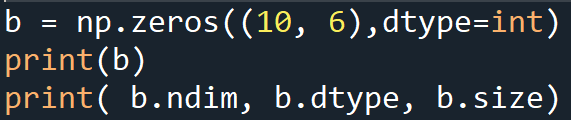 b = np.zeros((10, 6),dtype=int)
print(b)
print( b.ndim, b.dtype, b.size)